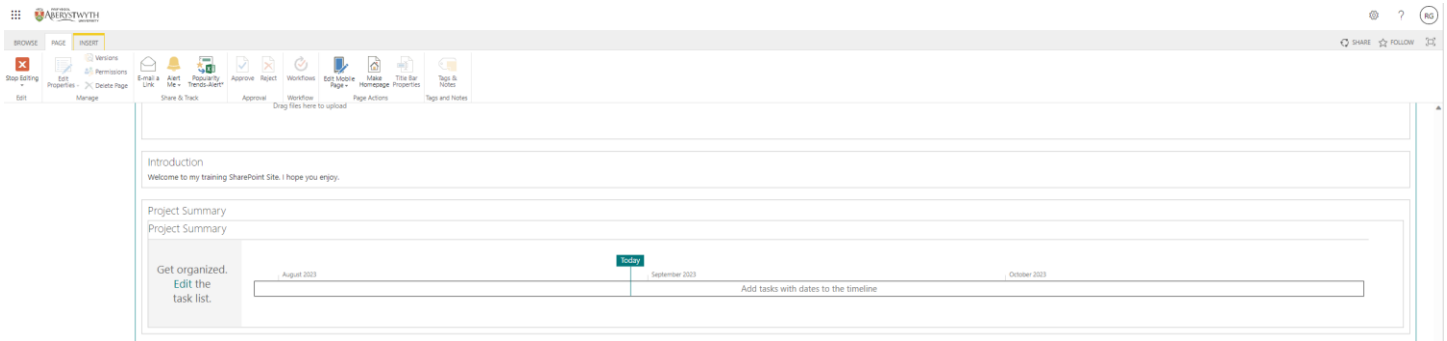 PRIFYSGOL
ABERYSTWYTH
UNIVERSITY
RG
BROWSE PAGE INSERT
SHARE FOLLOW
Stop Editing
Edit Properties
Versions
Permissions
Delete Page
E-mail a Link
Alert Me
Popularity Trends-Alert*
Approve Reject
Workflows
Edit Mobile Page
Make Homepage
Title Bar Properties
Tags & Notes
Edit Manage Share & Track Approval Workflow Page Actions Tags and Notes
Drag files here to upload
Introduction
Welcome to my training SharePoint Site. I hope you enjoy.
Project Summary
Project Summary
Get organized.
Edit the
task list.
Today
August 2023 September 2023 October 2023
Add tasks with dates to the timeline